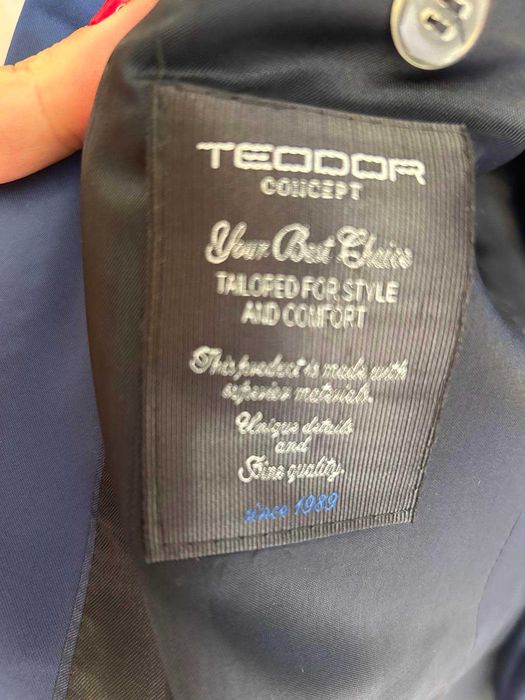 TEODOR
CONCEPT
Your Best Choice
TAILORED FOR STYLE
AND COMFORT
This product is made with
superior materials.
Unique details
and
Fine quality.
since 1989